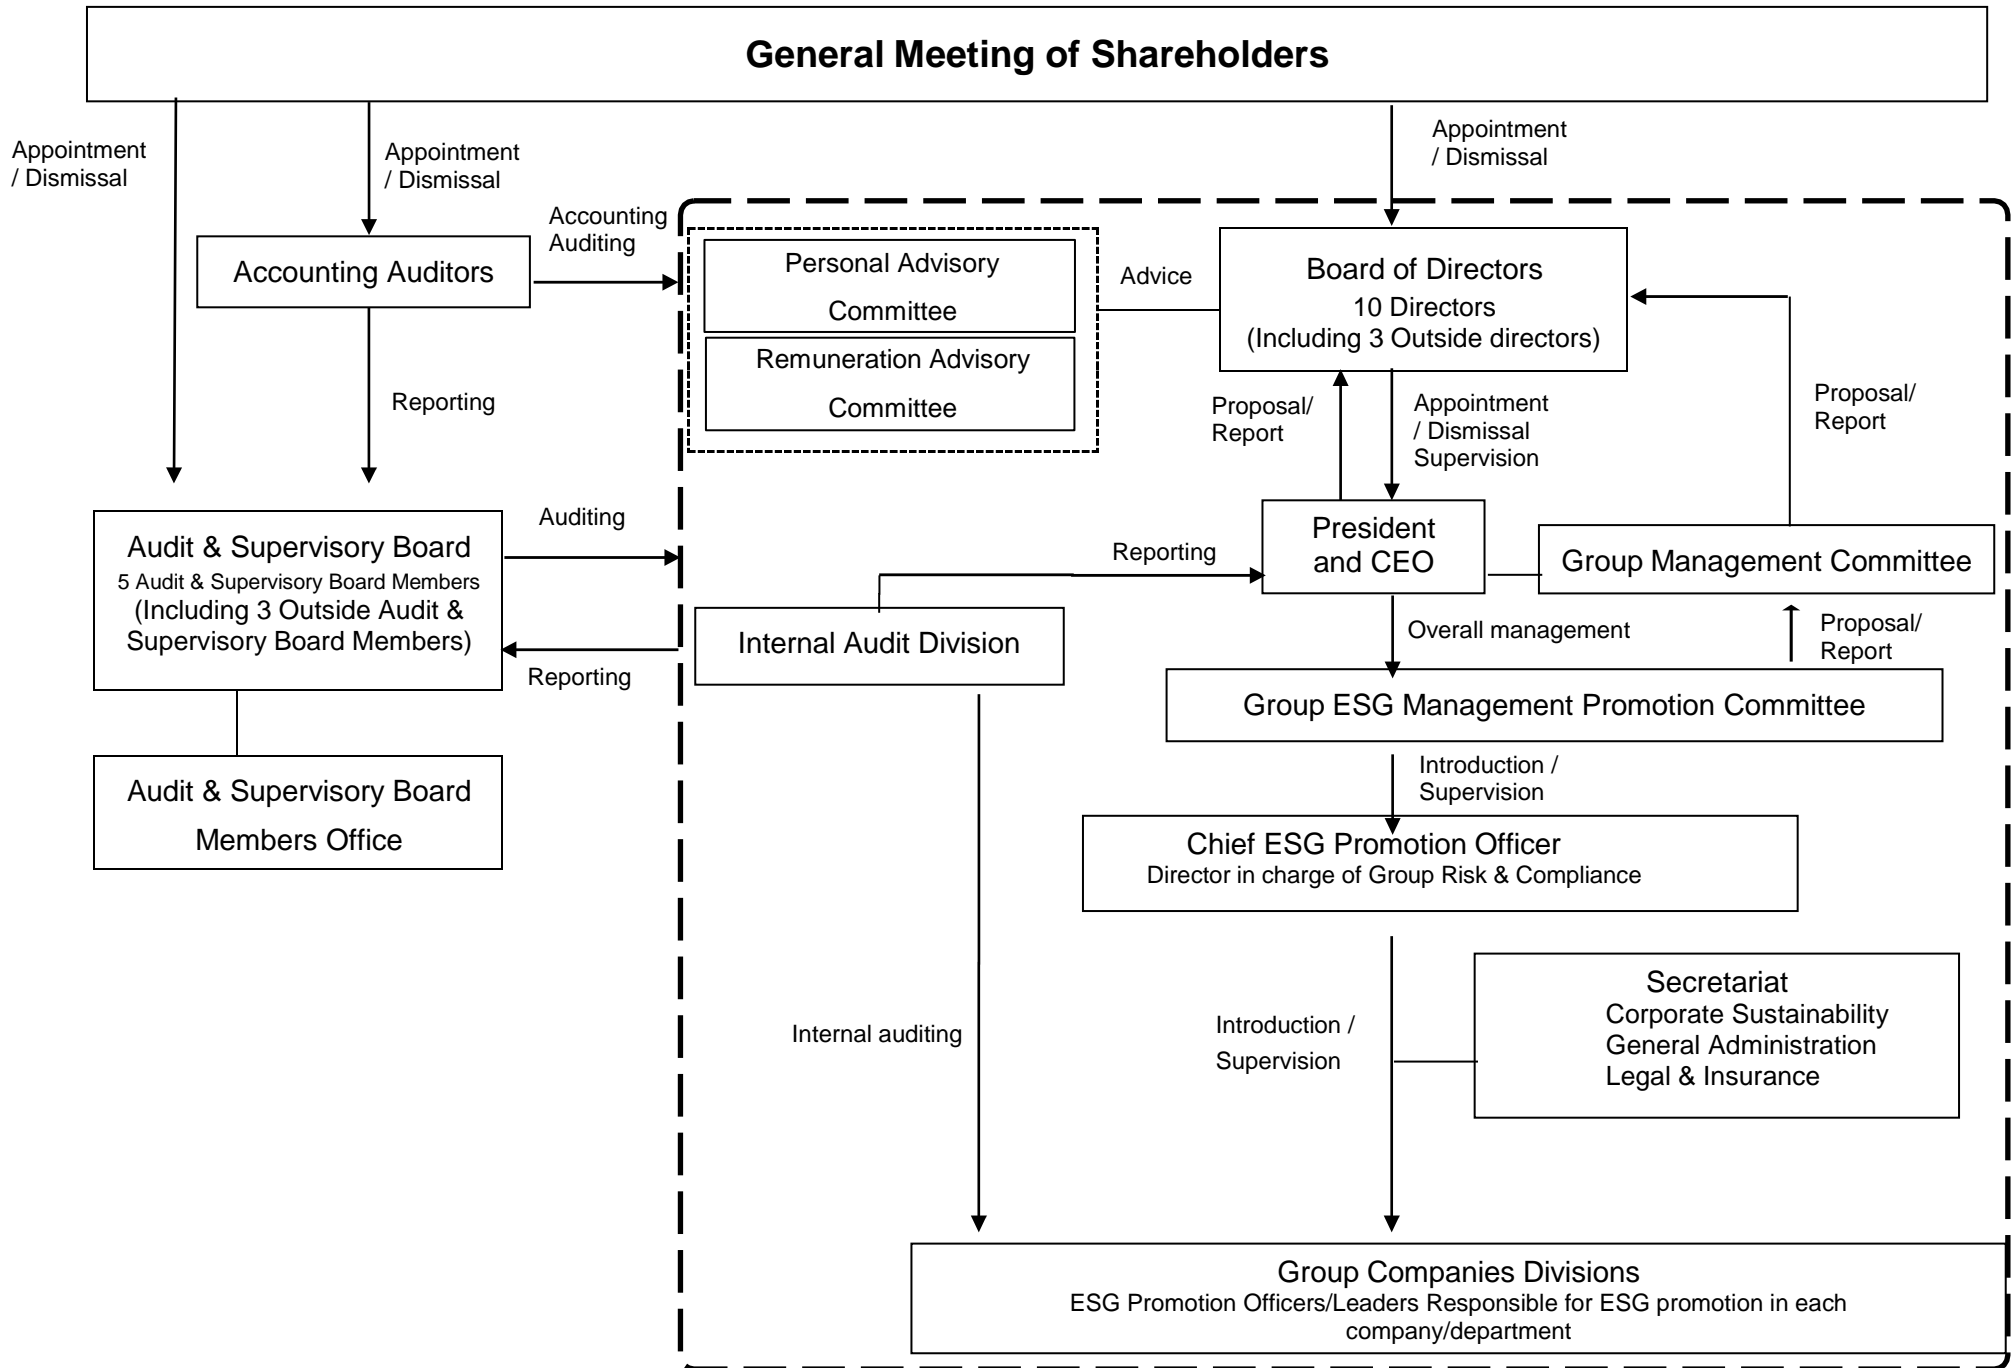 General Meeting of Shareholders
Appointment
/ Dismissal
Appointment
/ Dismissal
Appointment
/ Dismissal
Accounting
Auditing
Accounting Auditors
Personal Advisory
Committee
Remuneration Advisory
Committee
Advice
Board of Directors
10 Directors
(Including 3 Outside directors)
Reporting
Proposal/
Report
Appointment
/ Dismissal
Supervision
Proposal/
Report
Audit & Supervisory Board
5 Audit & Supervisory Board Members
(Including 3 Outside Audit &
Supervisory Board Members)
Auditing
Reporting
Reporting
President
and CEO
Group Management Committee
Internal Audit Division
Overall management
Proposal/
Report
Group ESG Management Promotion Committee
Audit & Supervisory Board
Members Office
Introduction /
Supervision
Chief ESG Promotion Officer
Director in charge of Group Risk & Compliance
Internal auditing
Introduction /
Supervision
Secretariat
Corporate Sustainability
General Administration
Legal & Insurance
Group Companies Divisions
ESG Promotion Officers/Leaders Responsible for ESG promotion in each
company/department